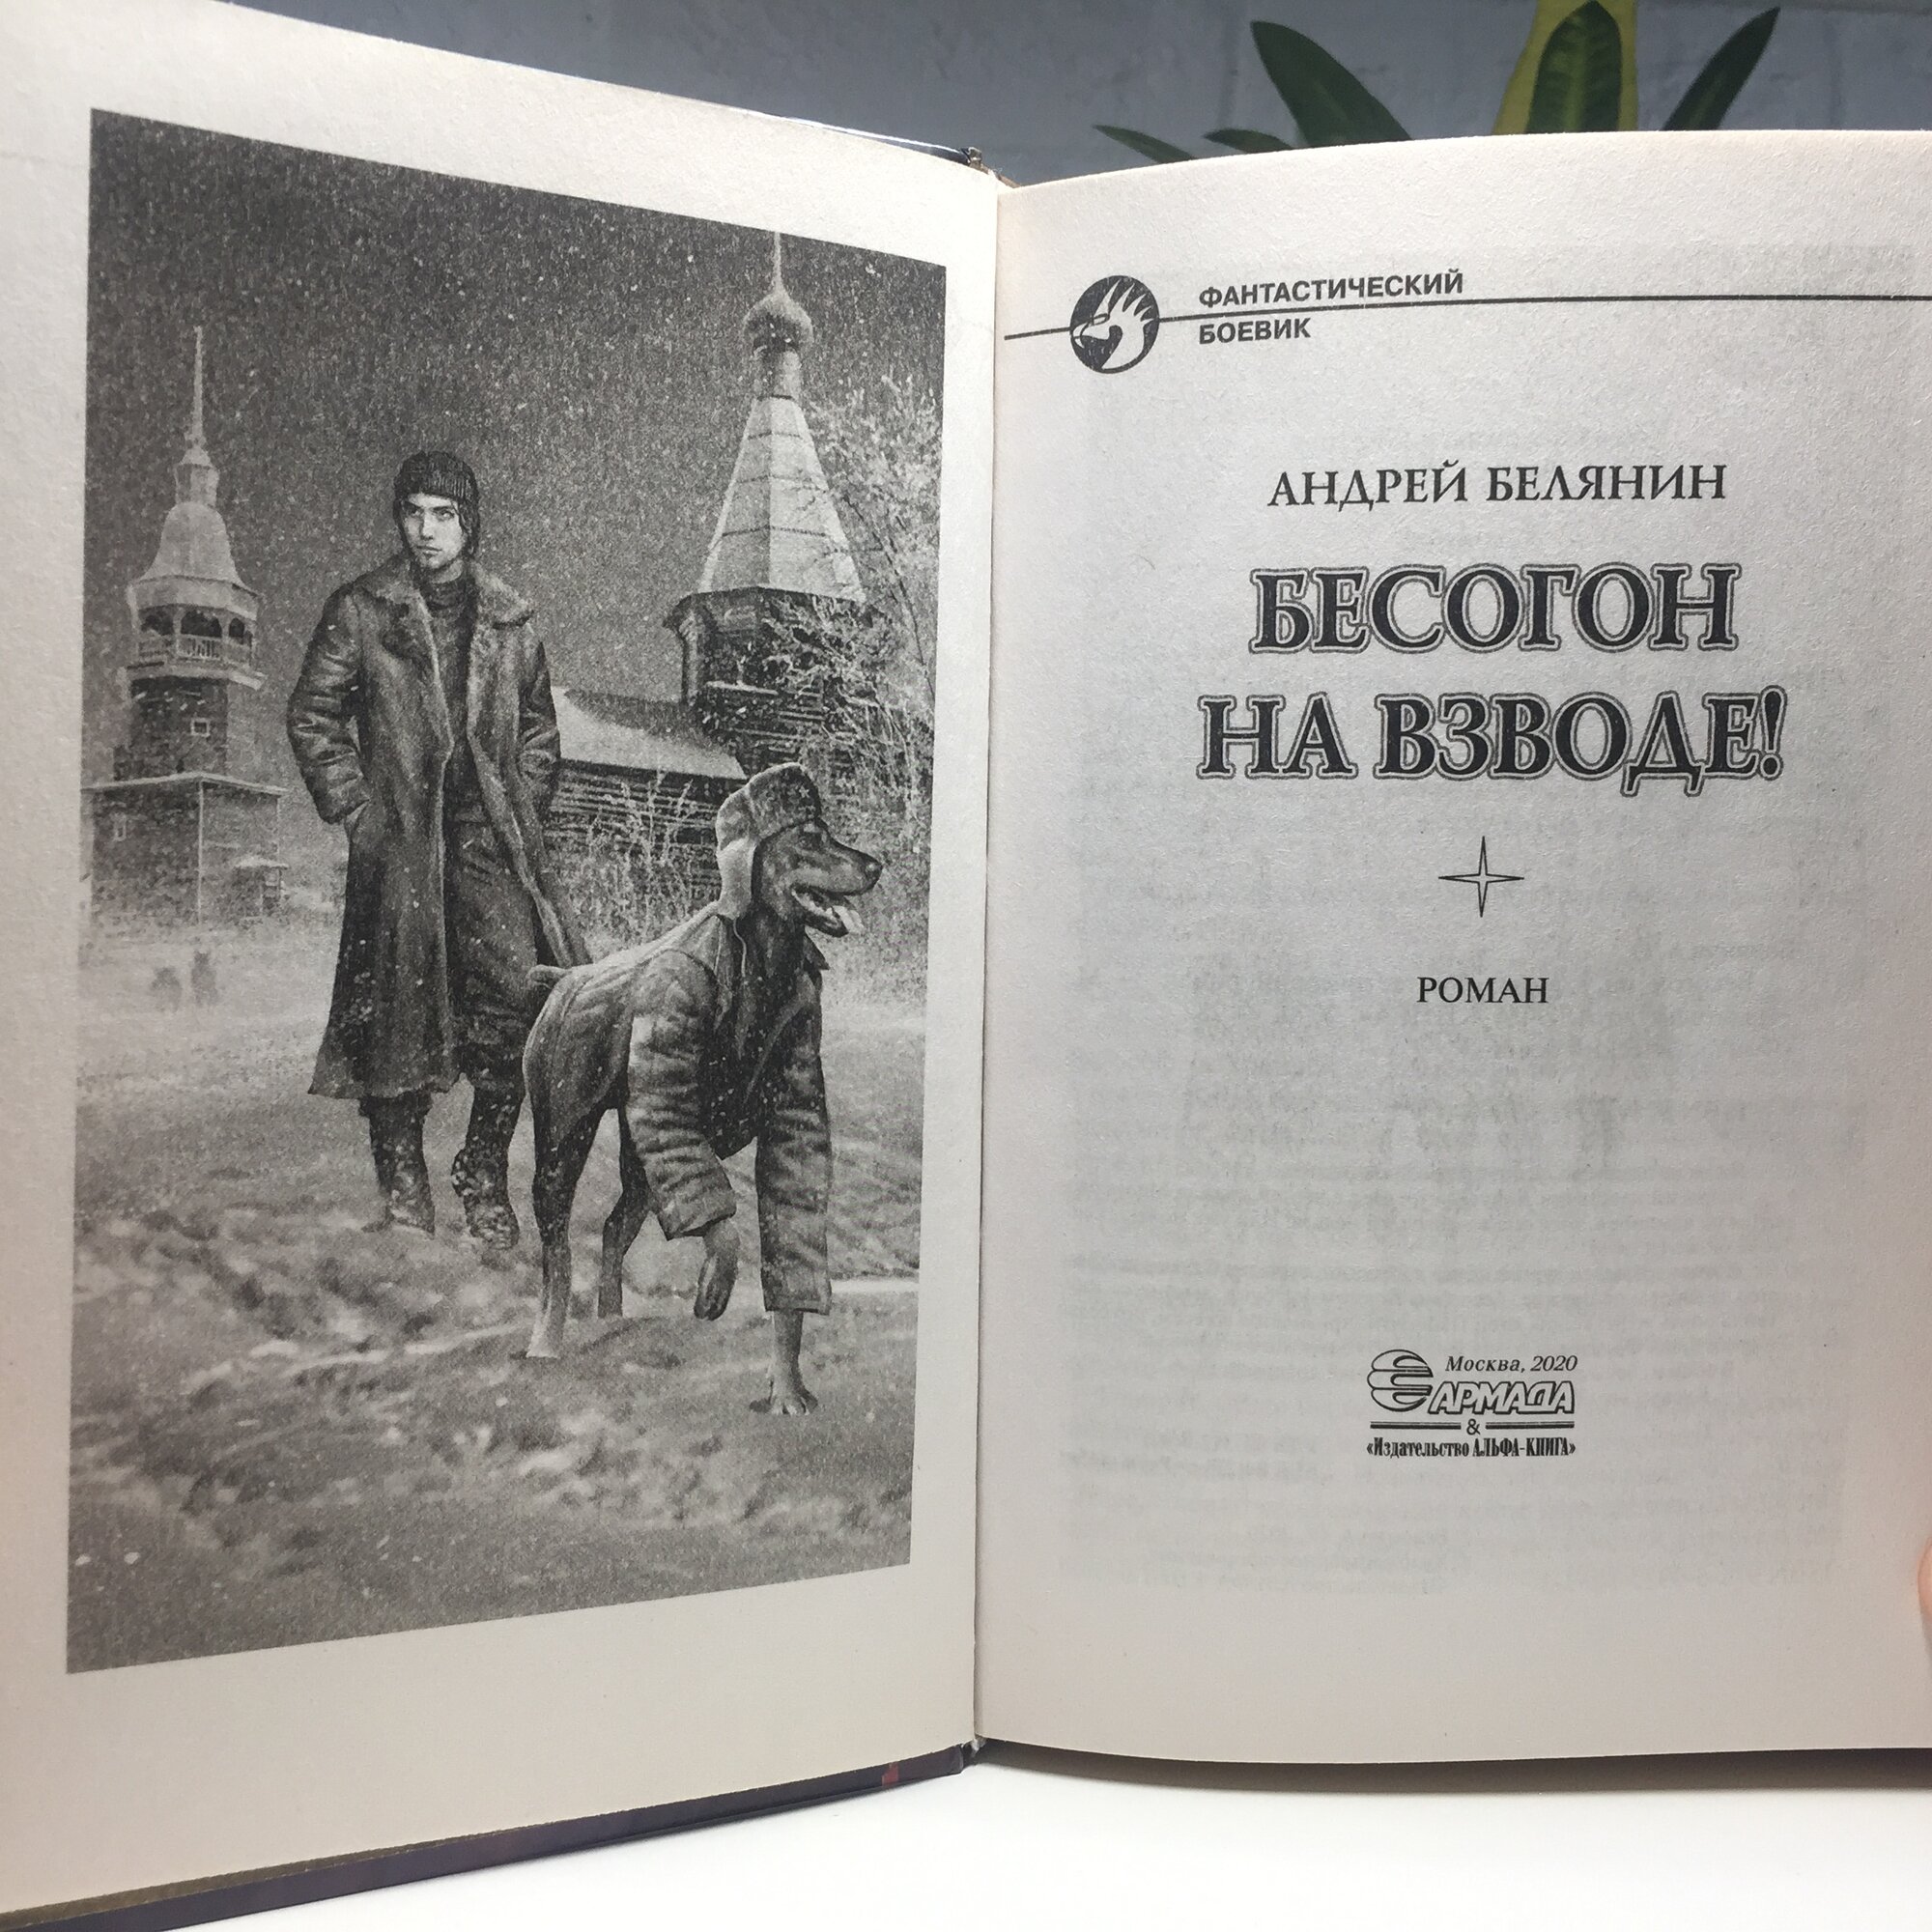 ФАНТАСТИЧЕСКИЙ
БОЕВИК
АНДРЕЙ БЕЛЯНИН
БЕСОГОН
НА ВЗВОДЕ!
РОМАН
Москва, 2020
АРМАДА
&
«Издательство АЛЬФА-КНИГА»